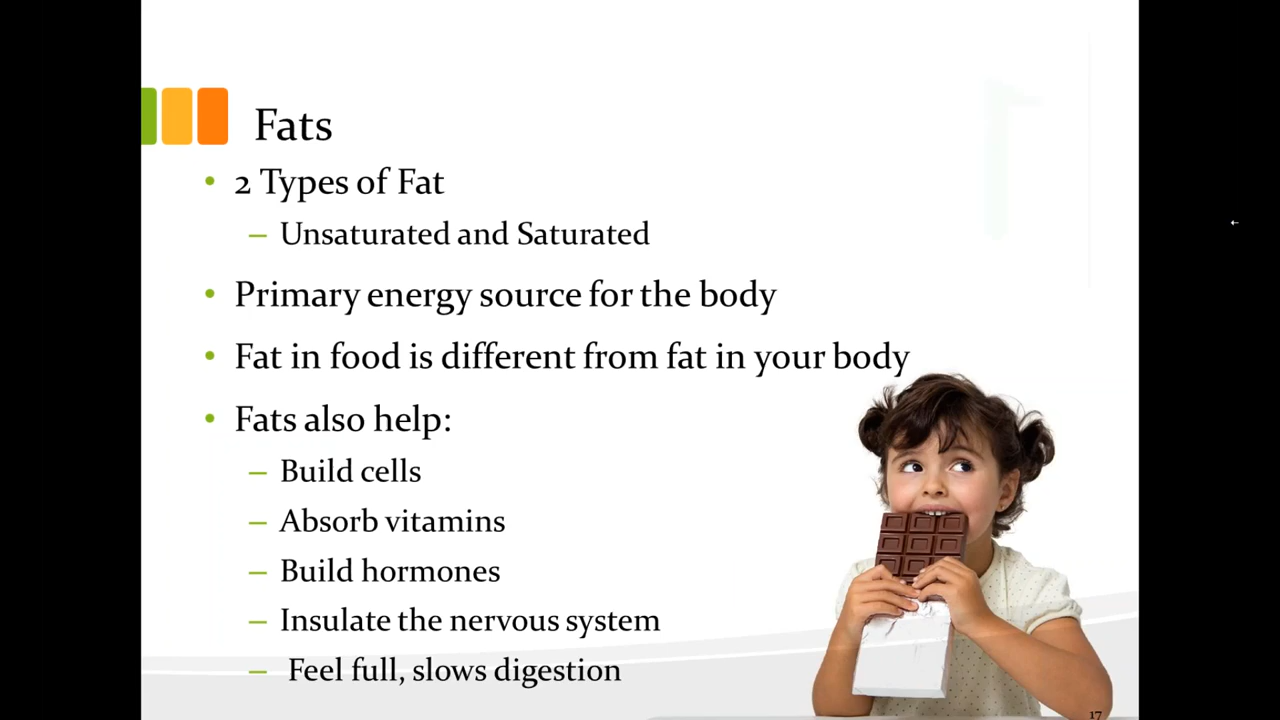 Fats
• 2 Types of Fat
– Unsaturated and Saturated
• Primary energy source for the body
• Fat in food is different from fat in your body
• Fats also help:
– Build cells
– Absorb vitamins
– Build hormones
– Insulate the nervous system
– Feel full, slows digestion
17